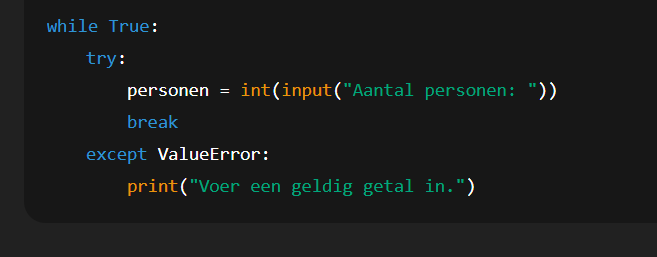 while True:
    try:
        personen = int(input("Aantal personen: "))
        break
    except ValueError:
        print("Voer een geldig getal in.")